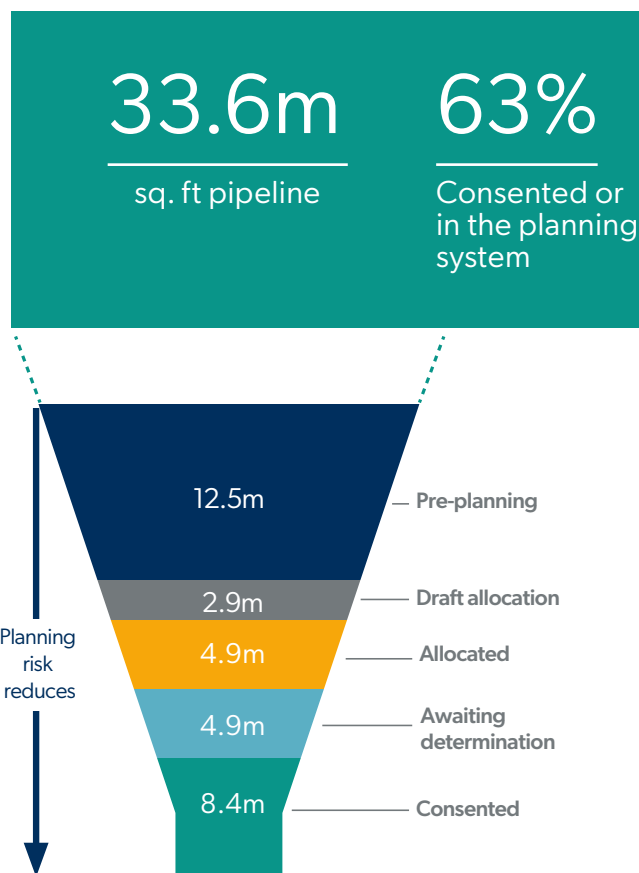 33.6m
sq. ft pipeline
63%
Consented or
in the planning
system
12.5m
Pre-planning
2.9m
Draft allocation
Planning
risk
reduces
4.9m
Allocated
4.9m
Awaiting
determination
8.4m
Consented